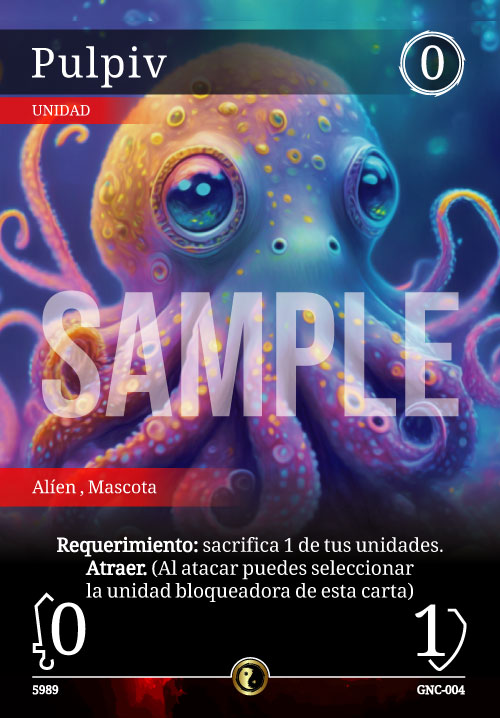 Pulpiv
0
UNIDAD
SAMPLE
Alíen , Mascota
Requerimiento: sacrifica 1 de tus unidades.
Atraer. (Al atacar puedes seleccionar
la unidad bloqueadora de esta carta)
0
1
5989
GNC-004